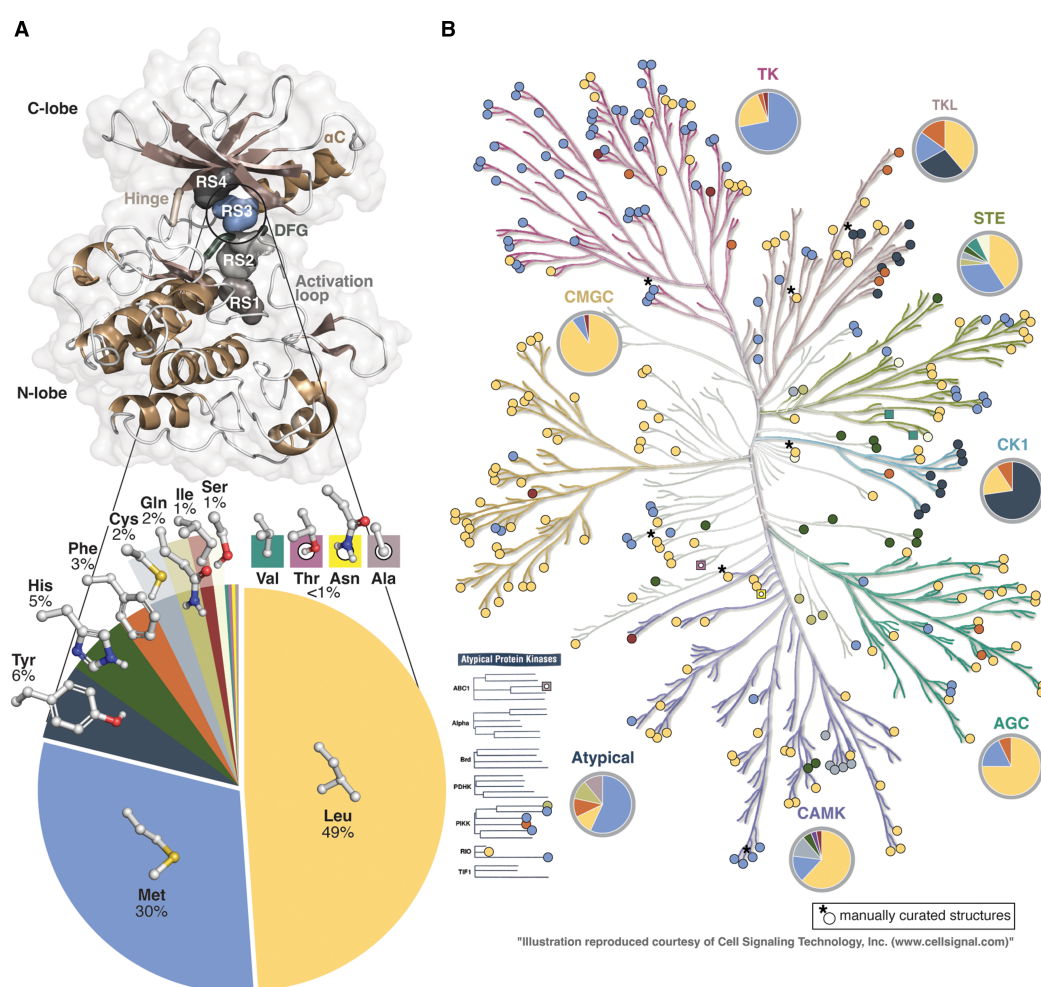 A
C-lobe
αC
RS4
Hinge
RS3
DFG
RS2
Activation
loop
RS1
N-lobe
Ser
1%
Ile
1%
Gln
2%
Cys
2%
Phe
3%
His
5%
Tyr
6%
Val
Thr
Asn
Ala
<1%
Leu
49%
Met
30%
B
TK
TKL
STE
CMGC
*
*
*
CK1
*
*
*
*
Atypical Protein Kinases
ABC1
Alpha
Brd
PDHK
PIKK
RIO
TIF1
Atypical
AGC
CAMK
* manually curated structures
"Illustration reproduced courtesy of Cell Signaling Technology, Inc. (www.cellsignal.com)"